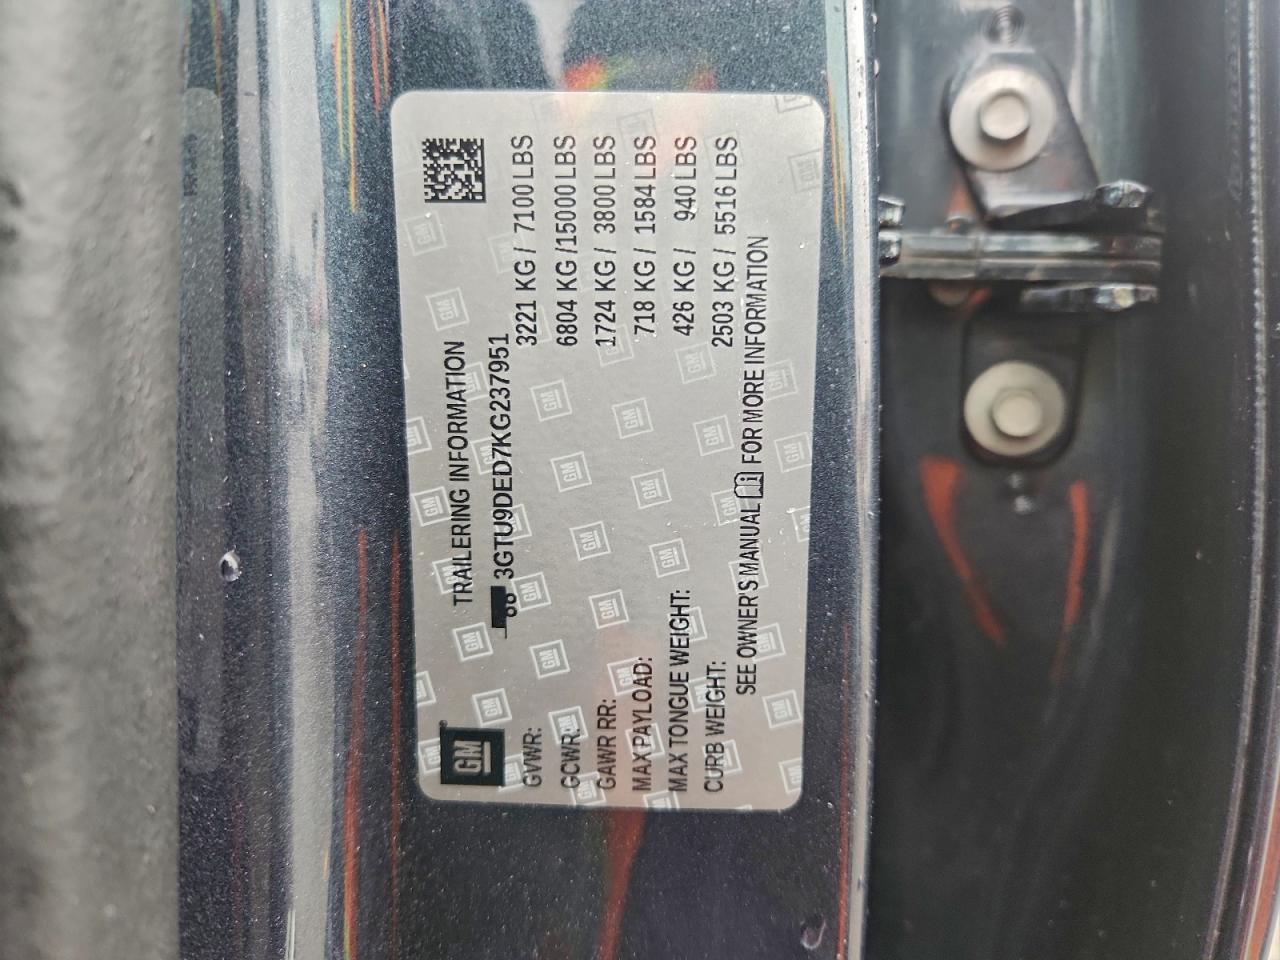 GM
TRAILERING INFORMATION
3GTU9DED7KG237951
GVWR: 3221 KG / 7100 LBS
GCWR: 6804 KG /15000 LBS
GAWR RR: 1724 KG / 3800 LBS
MAX PAYLOAD: 718 KG / 1584 LBS
MAX TONGUE WEIGHT: 426 KG / 940 LBS
CURB WEIGHT: 2503 KG / 5516 LBS
SEE OWNER'S MANUAL FOR MORE INFORMATION